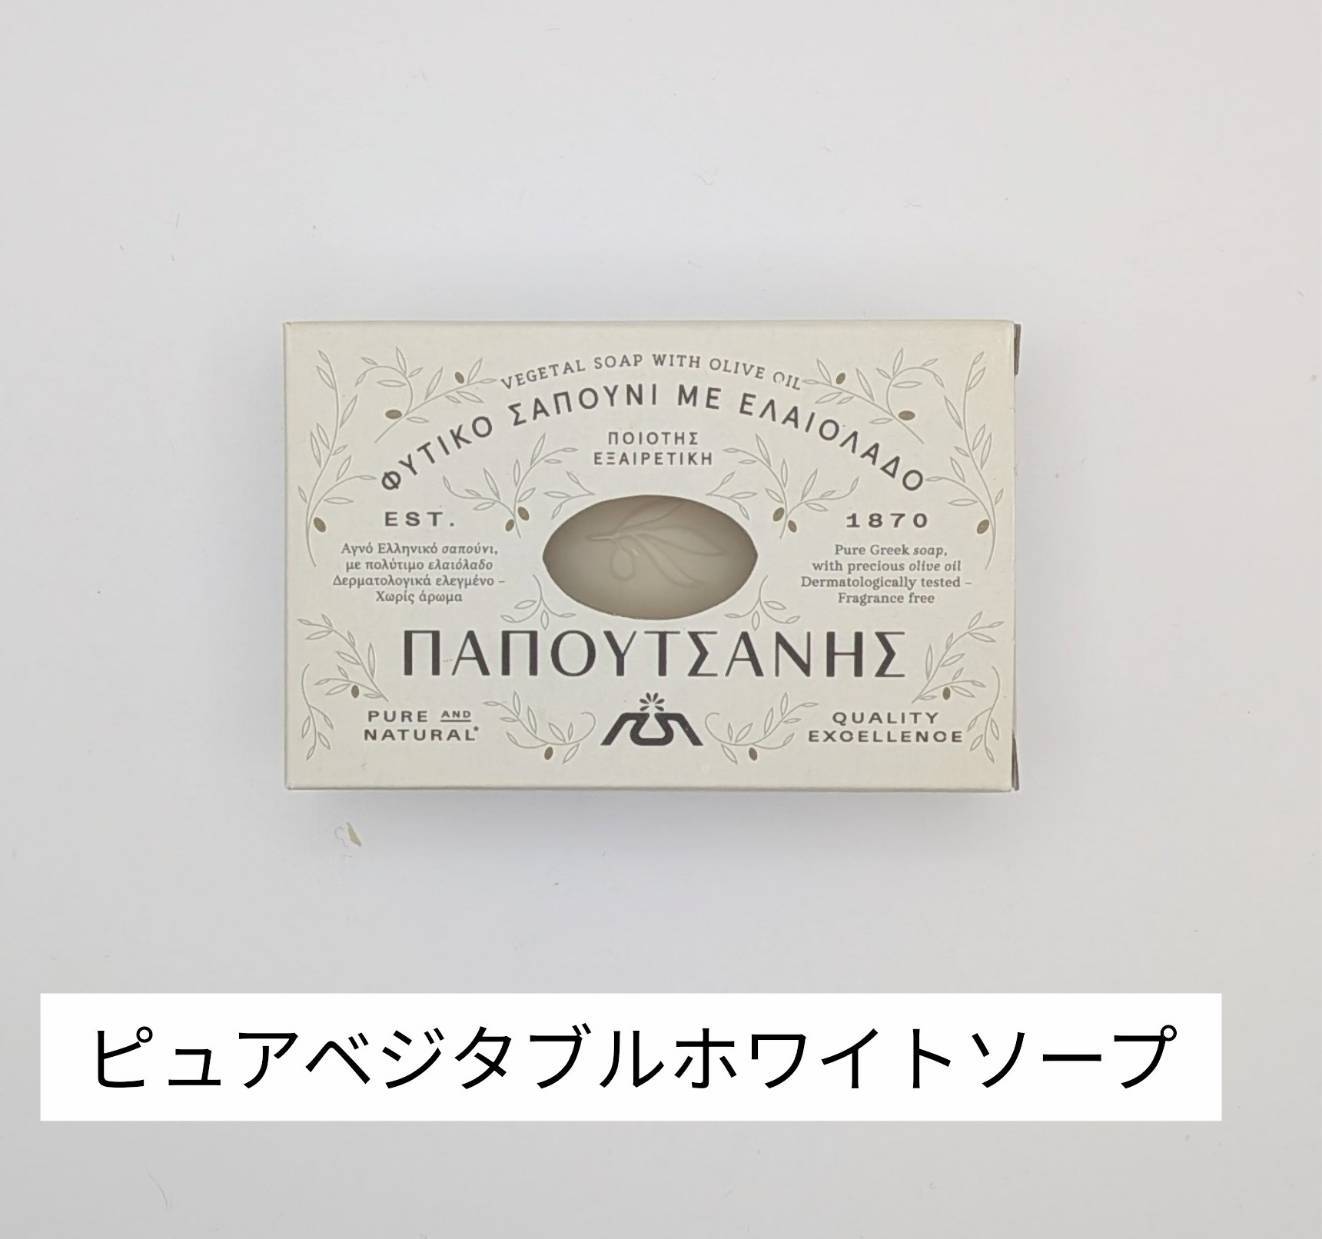 VEGETAL SOAP WITH OLIVE OIL
ΦΥΤΙΚΟ ΣΑΠΟΥΝΙ ΜΕ ΕΛΑΙΟΛΑΔΟ
ΠΟΙΟΤΗΣ
ΕΞΑΙΡΕΤΙΚΗ
EST.
1870
Αγνό Ελληνικό σαπούνι,
με πολύτιμο ελαιόλαδο
Δερματολογικά ελεγμένο –
Χωρίς άρωμα
Pure Greek soap,
with precious olive oil
Dermatologically tested –
Fragrance free
ΠΑΠΟΥΤΣΑΝΗΣ
PURE AND
NATURAL*
QUALITY
EXCELLENCE
ピュアベジタブルホワイトソープ